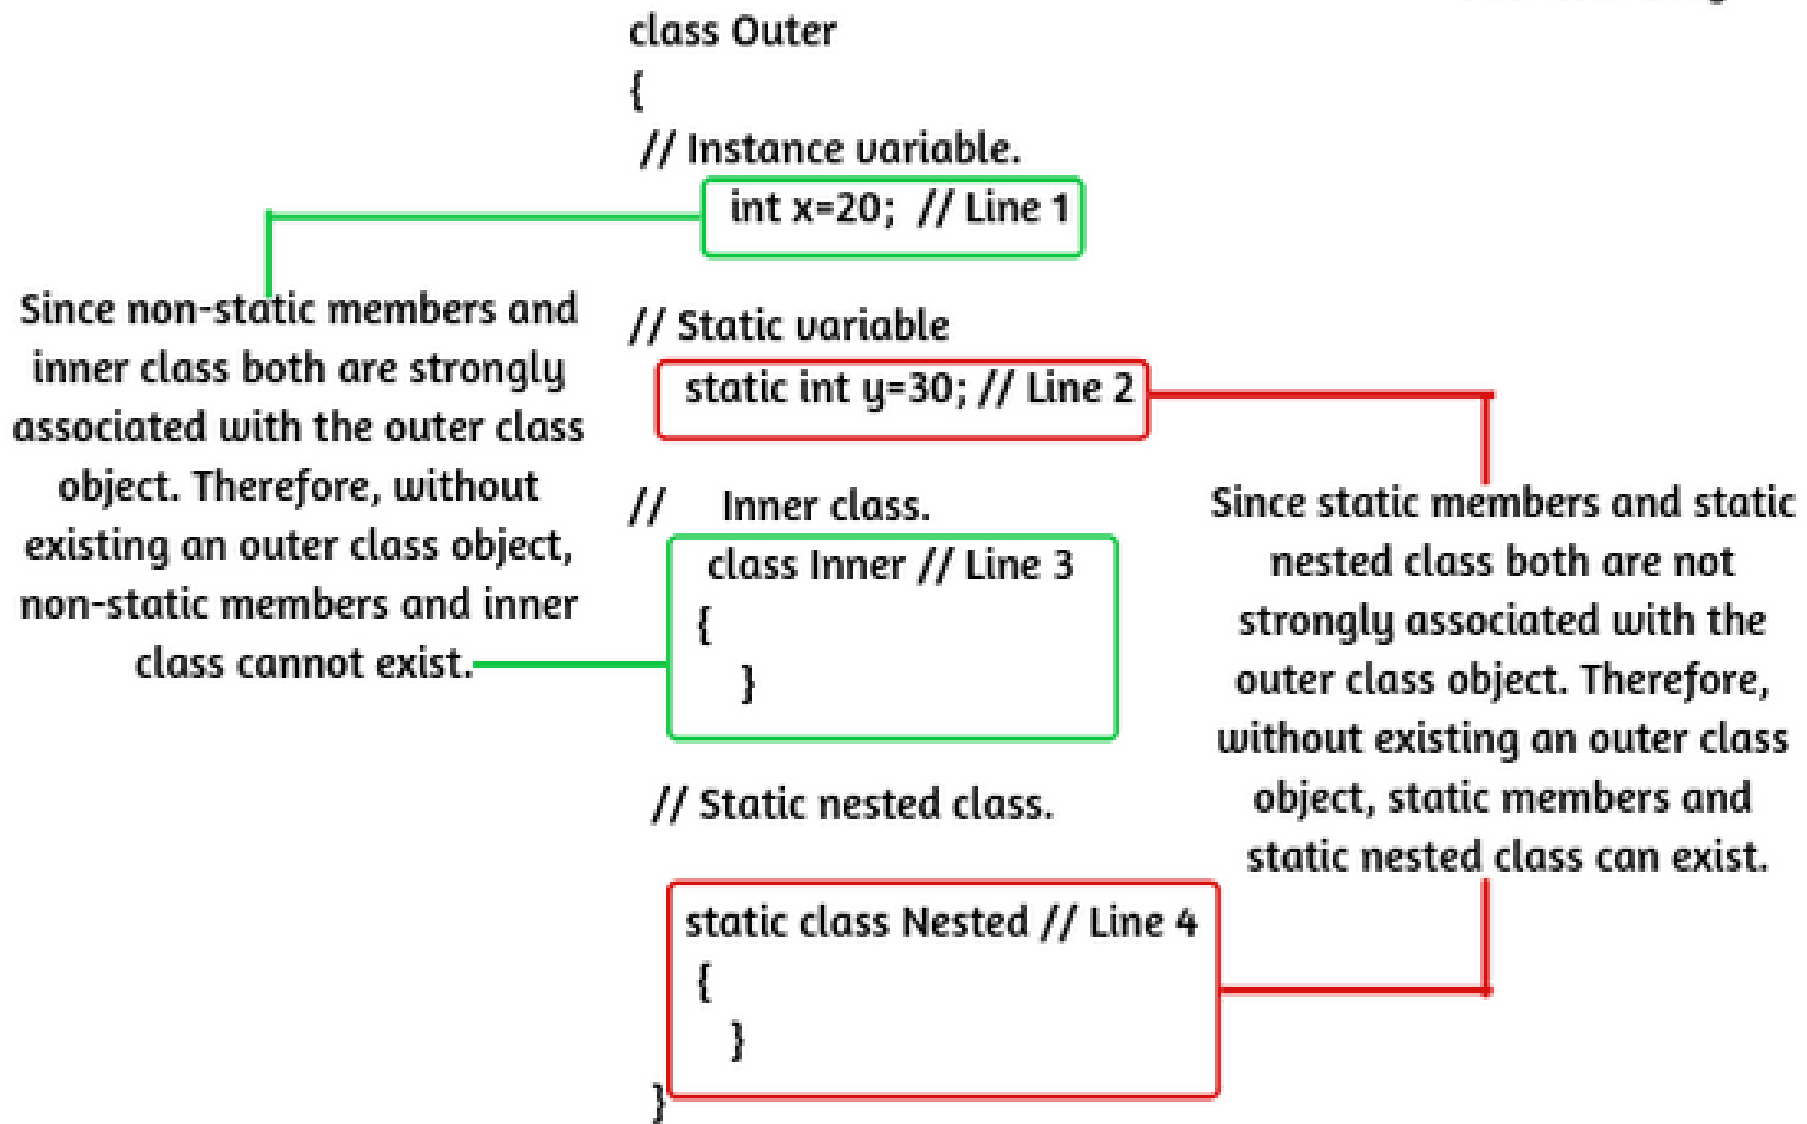 class Outer
{
// Instance variable.
int x=20; // Line 1
Since non-static members and
inner class both are strongly
associated with the outer class
object. Therefore, without
existing an outer class object,
non-static members and inner
class cannot exist.
// Static variable
static int y=30; // Line 2
// Inner class.
class Inner // Line 3
{
}
Since static members and static
nested class both are not
strongly associated with the
outer class object. Therefore,
without existing an outer class
object, static members and
static nested class can exist.
// Static nested class.
static class Nested // Line 4
{
}
}